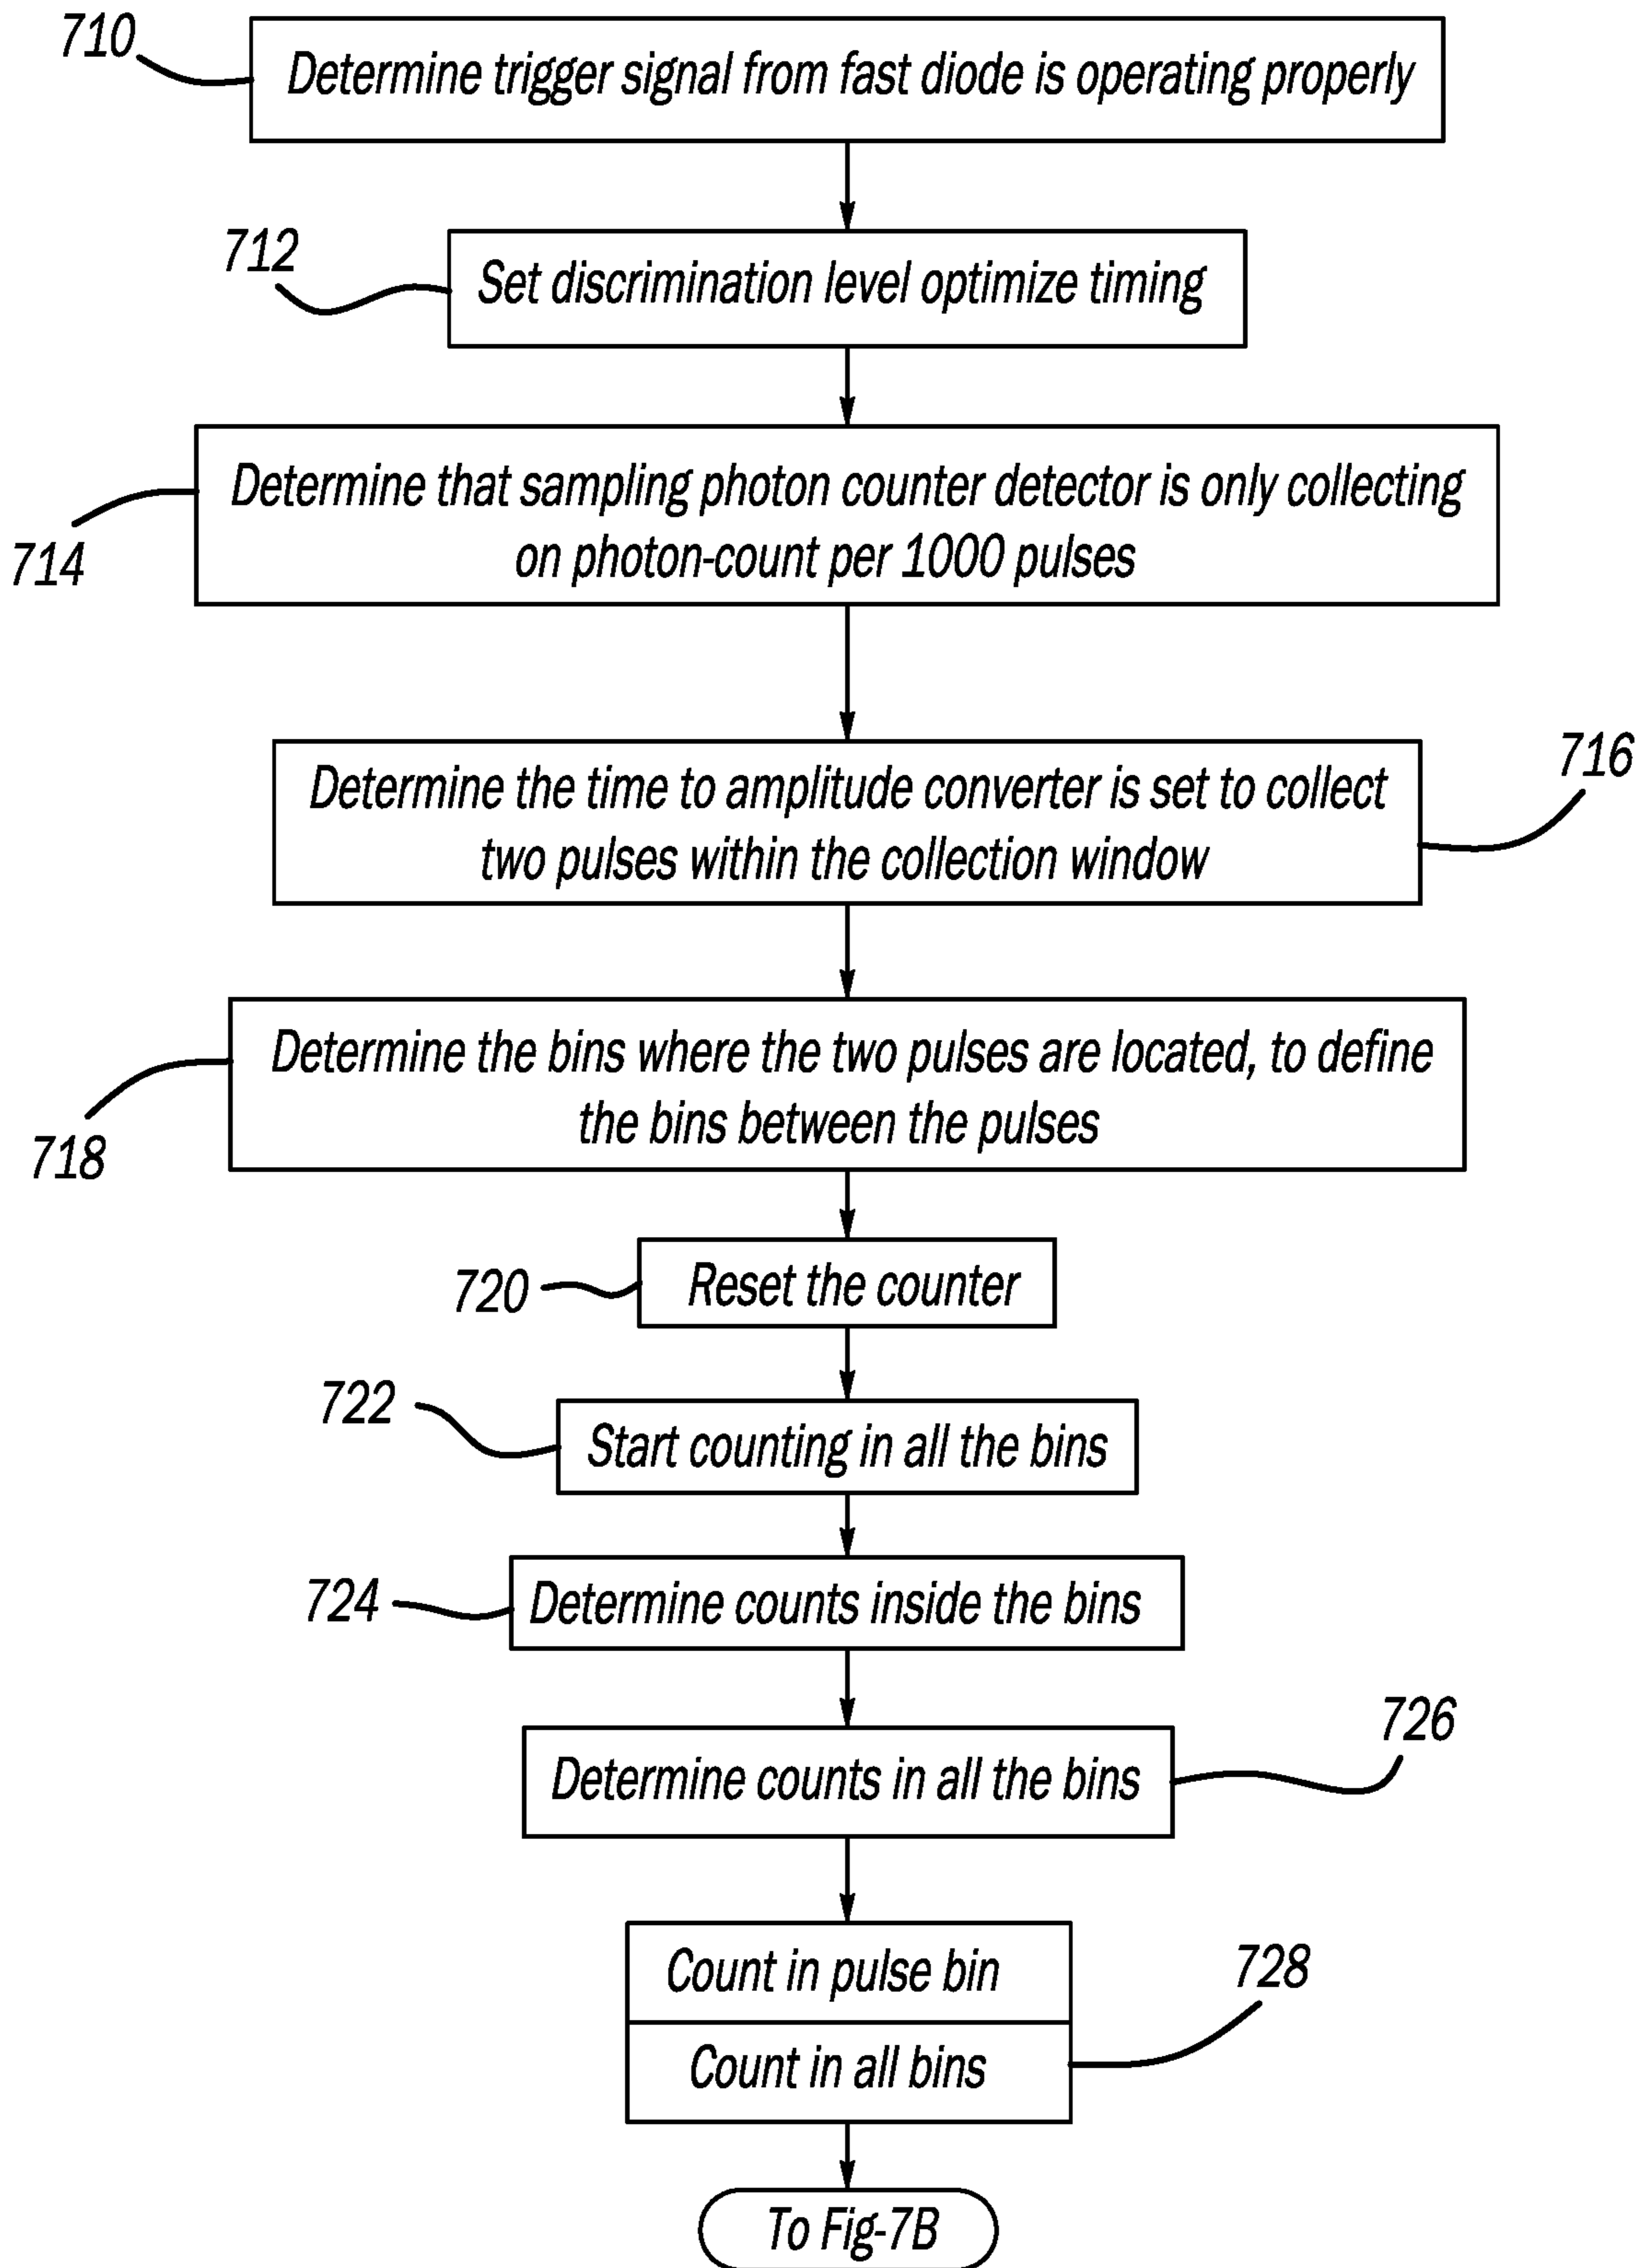 710
Determine trigger signal from fast diode is operating properly
712
Set discrimination level optimize timing
714
Determine that sampling photon counter detector is only collecting
on photon-count per 1000 pulses
716
Determine the time to amplitude converter is set to collect
two pulses within the collection window
718
Determine the bins where the two pulses are located, to define
the bins between the pulses
720
Reset the counter
722
Start counting in all the bins
724
Determine counts inside the bins
726
Determine counts in all the bins
728
Count in pulse bin
Count in all bins
To Fig-7B